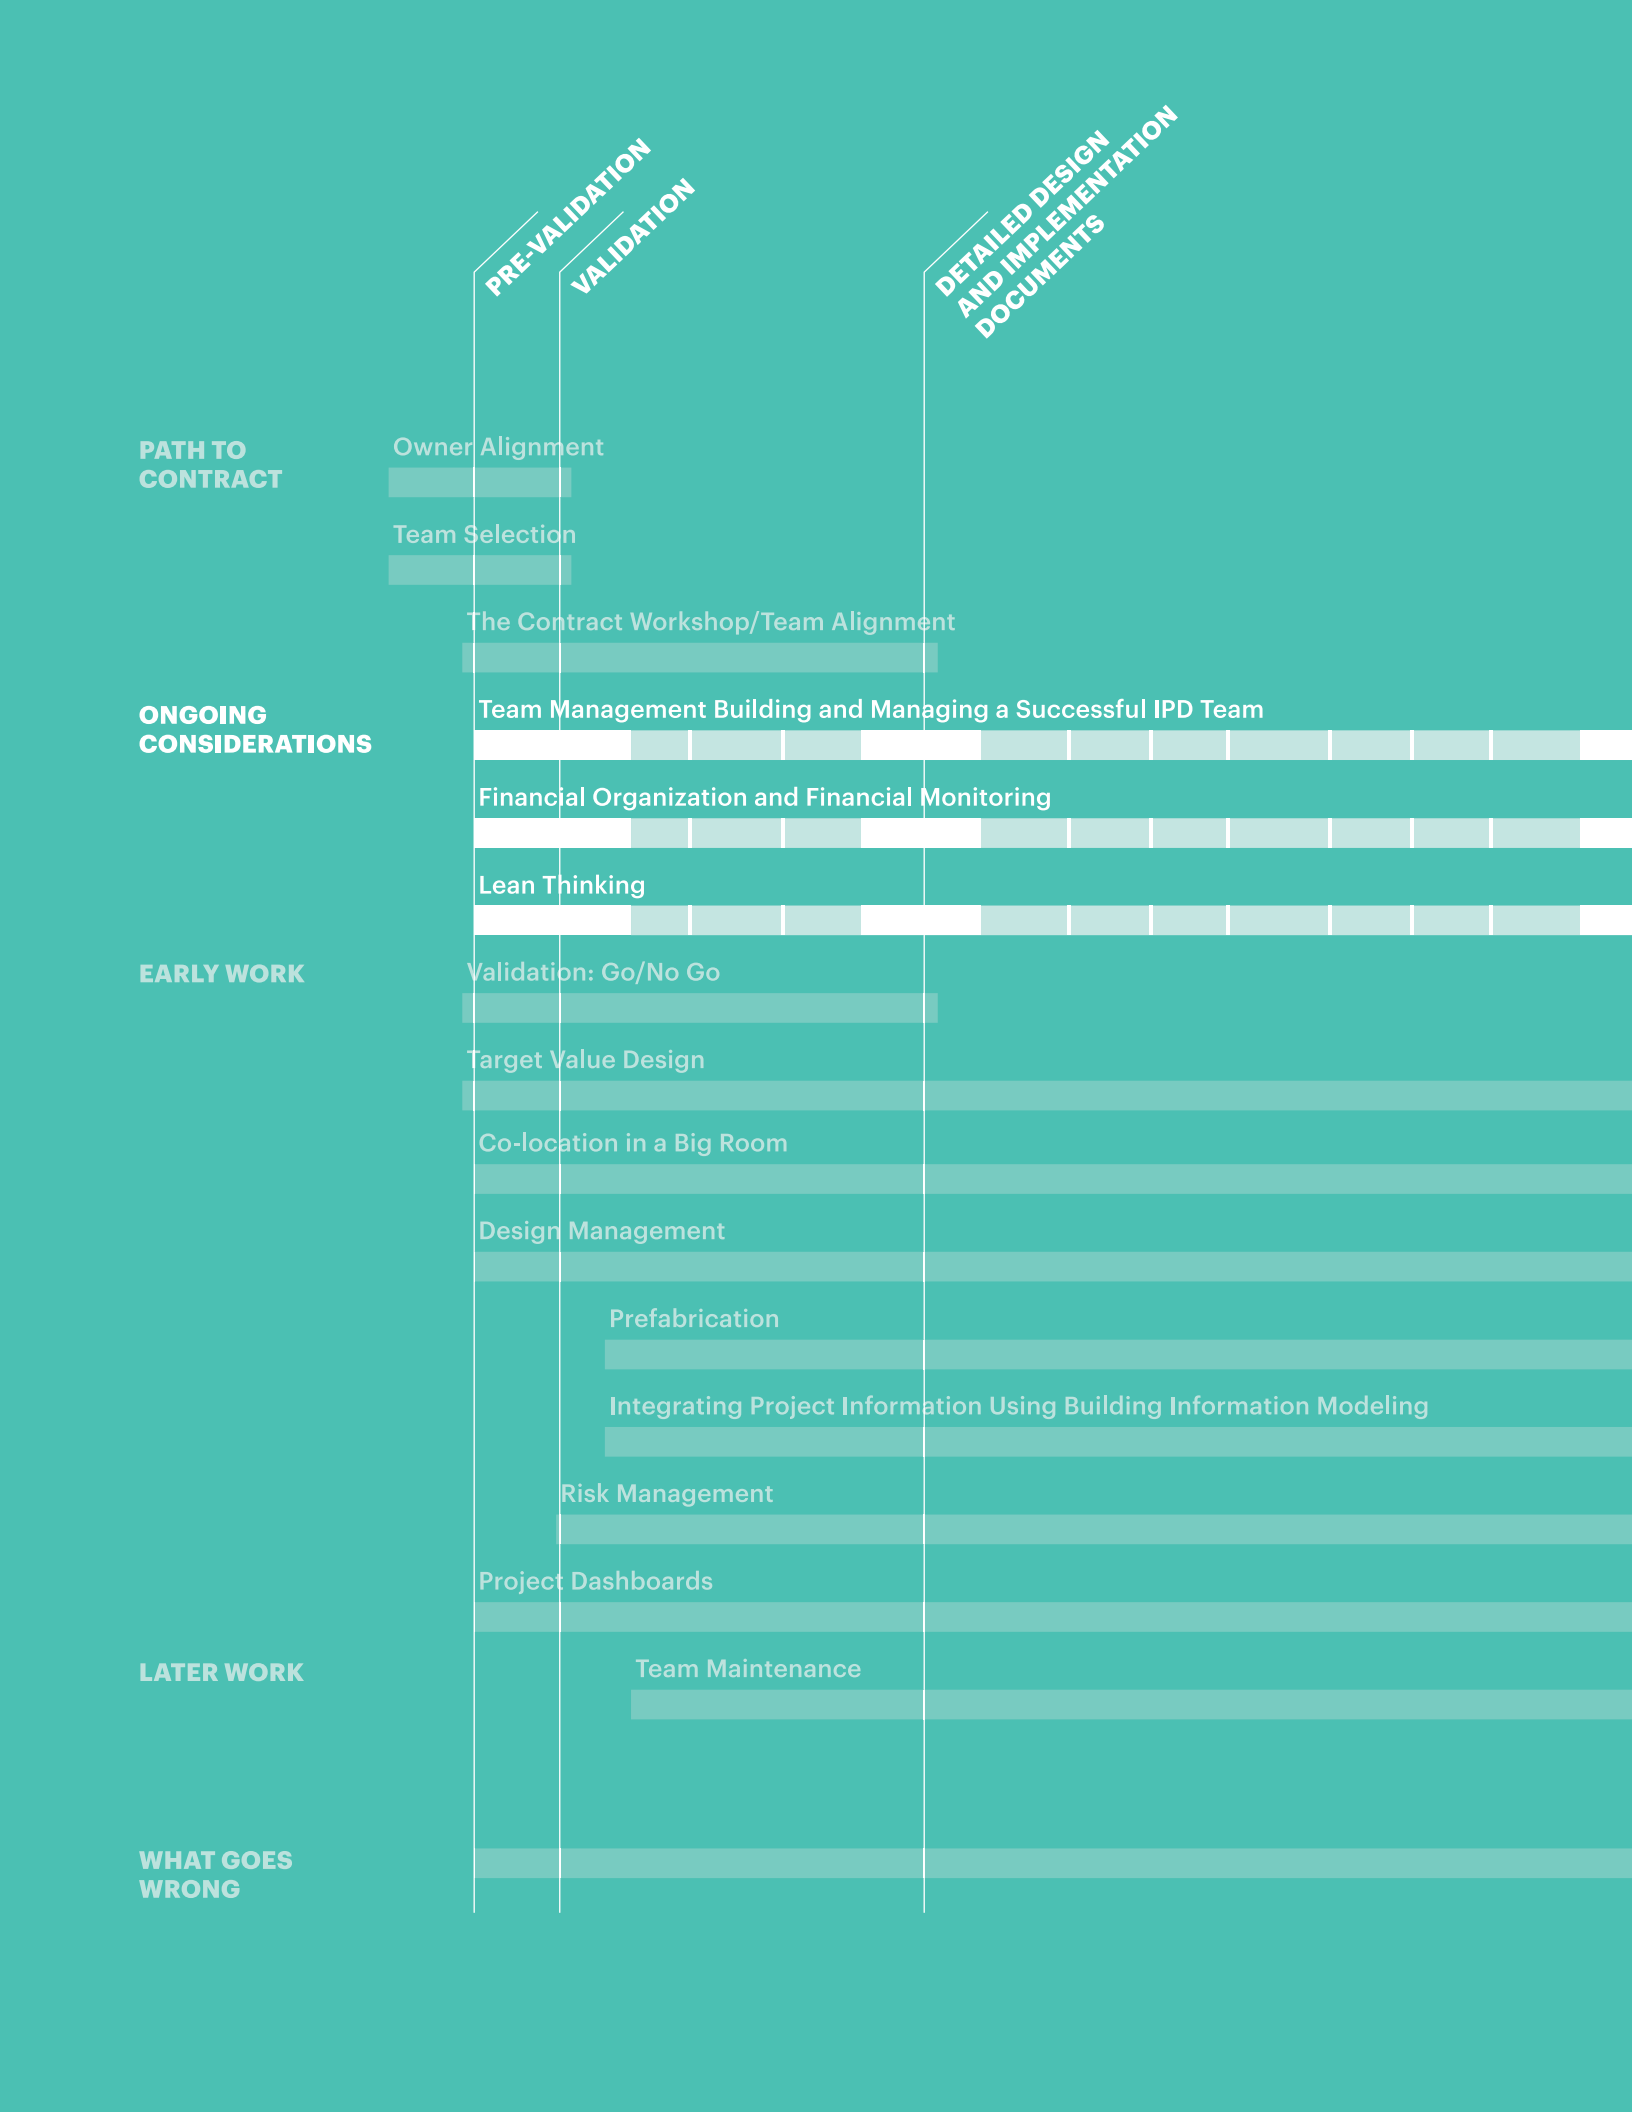 PRE-VALIDATION
VALIDATION
DETAILED DESIGN
AND IMPLEMENTATION
DOCUMENTS
PATH TO
CONTRACT
Owner Alignment
Team Selection
The Contract Workshop/Team Alignment
ONGOING
CONSIDERATIONS
Team Management Building and Managing a Successful IPD Team
Financial Organization and Financial Monitoring
Lean Thinking
EARLY WORK
Validation: Go/No Go
Target Value Design
Co-location in a Big Room
Design Management
Prefabrication
Integrating Project Information Using Building Information Modeling
Risk Management
Project Dashboards
LATER WORK
Team Maintenance
WHAT GOES
WRONG